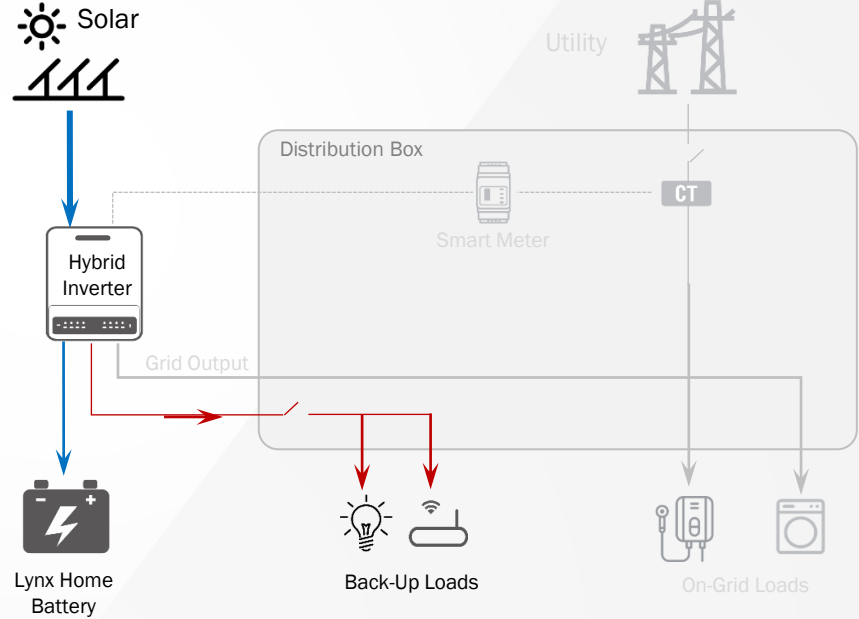 Solar
Utility
Distribution Box
CT
Smart Meter
Hybrid
Inverter
Grid Output
Lynx Home
Battery
Back-Up Loads
On-Grid Loads